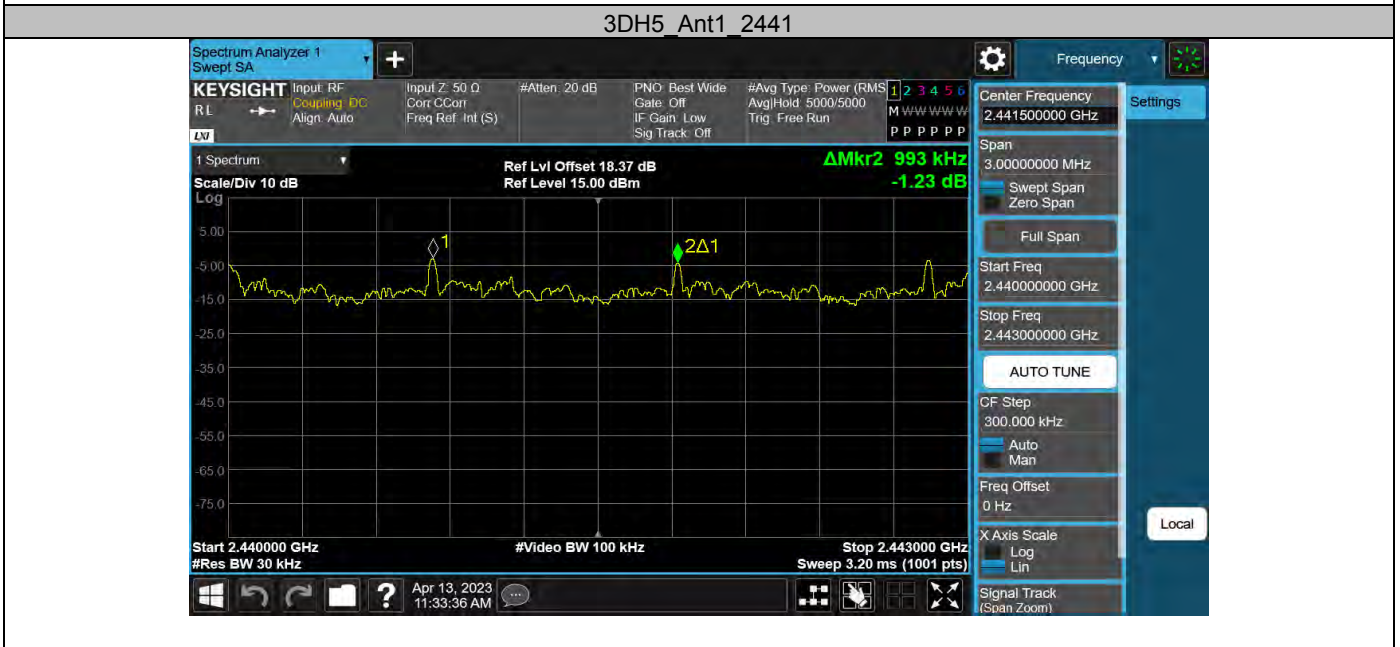 3DH5_Ant1_2441
Spectrum Analyzer 1
Swept SA
Frequency
KEYSIGHT
RL
LXI
Input: RF
Coupling: DC
Align: Auto
Input Z: 50 Ω
Corr CCorr
Freq Ref: Int (S)
#Atten: 20 dB
PNO: Best Wide
Gate: Off
IF Gain: Low
Sig Track: Off
#Avg Type: Power (RMS
Avg|Hold: 5000/5000
Trig: Free Run
1 2 3 4 5 6
M W W W W W
P P P P P P
1 Spectrum
Scale/Div 10 dB
Ref Lvl Offset 18.37 dB
Ref Level 15.00 dBm
ΔMkr2 993 kHz
-1.23 dB
Log
5.00
-5.00
-15.0
-25.0
-35.0
-45.0
-55.0
-65.0
-75.0
1
2Δ1
Start 2.440000 GHz
#Video BW 100 kHz
Stop 2.443000 GHz
#Res BW 30 kHz
Sweep 3.20 ms (1001 pts)
Center Frequency
2.441500000 GHz
Settings
Span
3.00000000 MHz
Swept Span
Zero Span
Full Span
Start Freq
2.440000000 GHz
Stop Freq
2.443000000 GHz
AUTO TUNE
CF Step
300.000 kHz
Auto
Man
Freq Offset
0 Hz
X Axis Scale
Log
Lin
Local
Signal Track
(Span Zoom)
?
Apr 13, 2023
11:33:36 AM